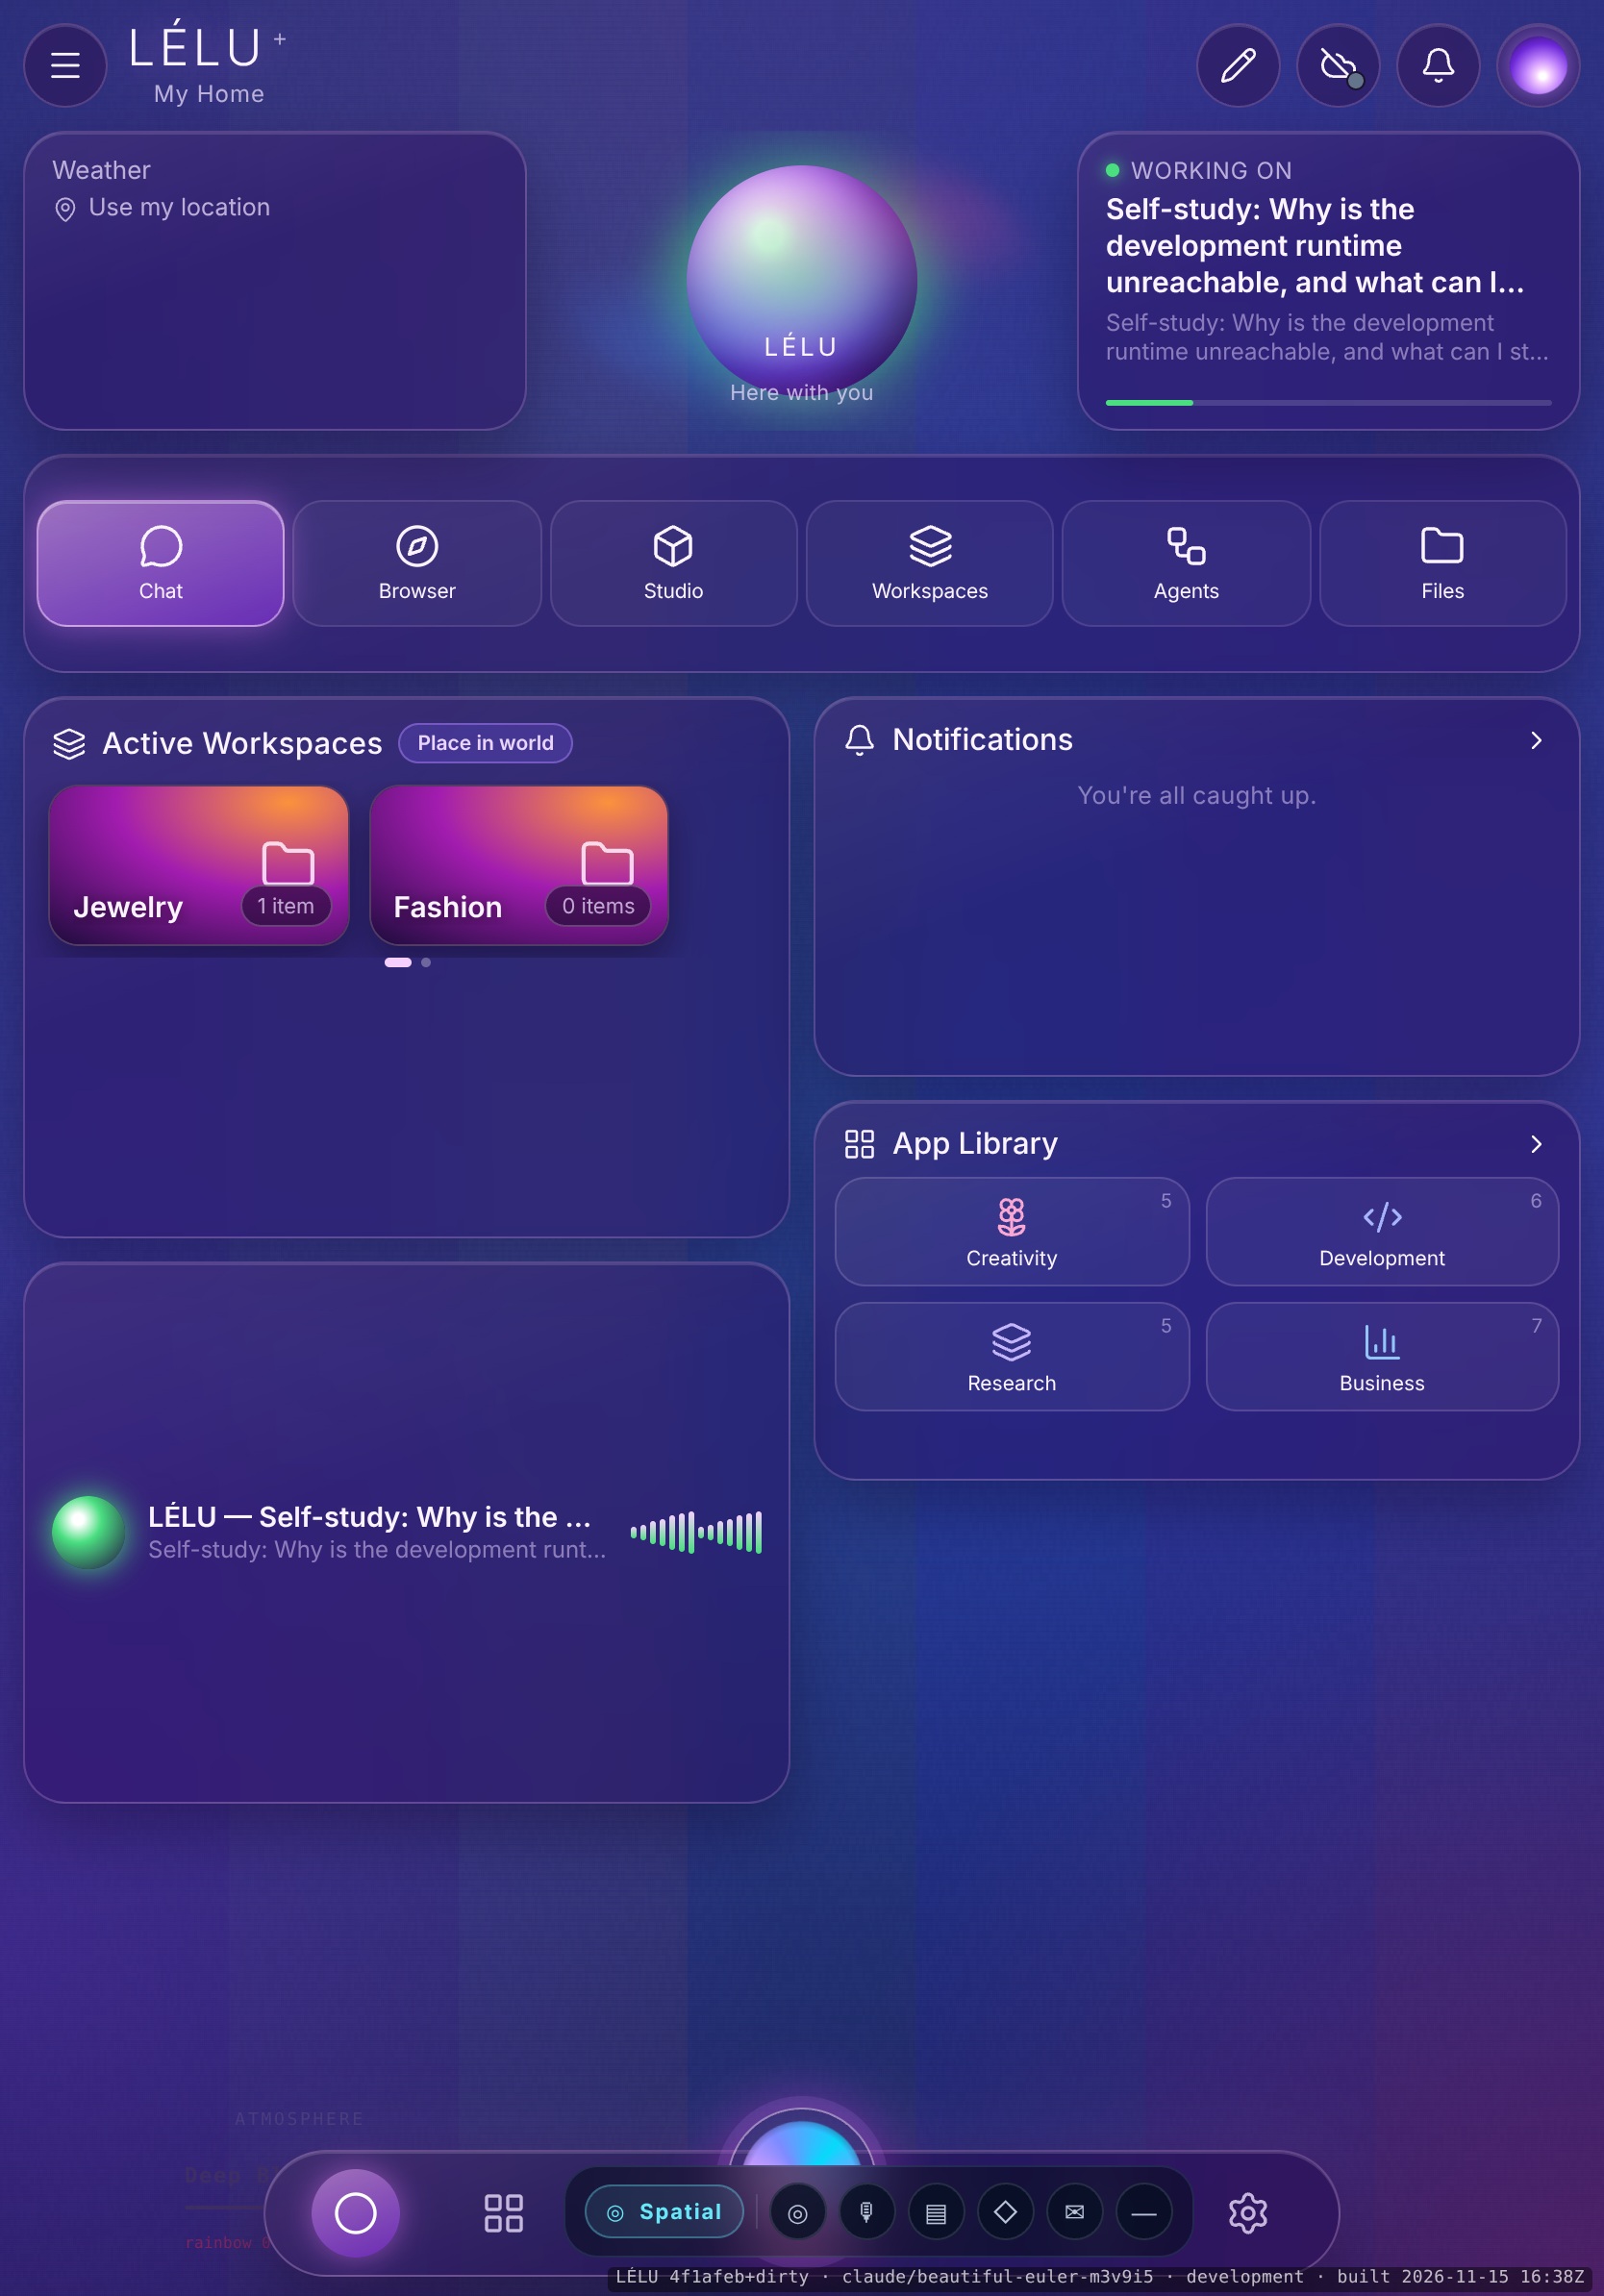 LÉLU +
My Home
Weather
Use my location
LÉLU
Here with you
WORKING ON
Self-study: Why is the
development runtime
unreachable, and what can I...
Self-study: Why is the development
runtime unreachable, and what can I st...
Chat
Browser
Studio
Workspaces
Agents
Files
Active Workspaces
Place in world
Jewelry
1 item
Fashion
0 items
Notifications
You're all caught up.
App Library
5
Creativity
6
Development
5
Research
7
Business
LÉLU — Self-study: Why is the ...
Self-study: Why is the development runt...
ATMOSPHERE
Deep
rainbow
Spatial
LÉLU 4f1afeb+dirty · claude/beautiful-euler-m3v9i5 · development · built 2026-11-15 16:38Z